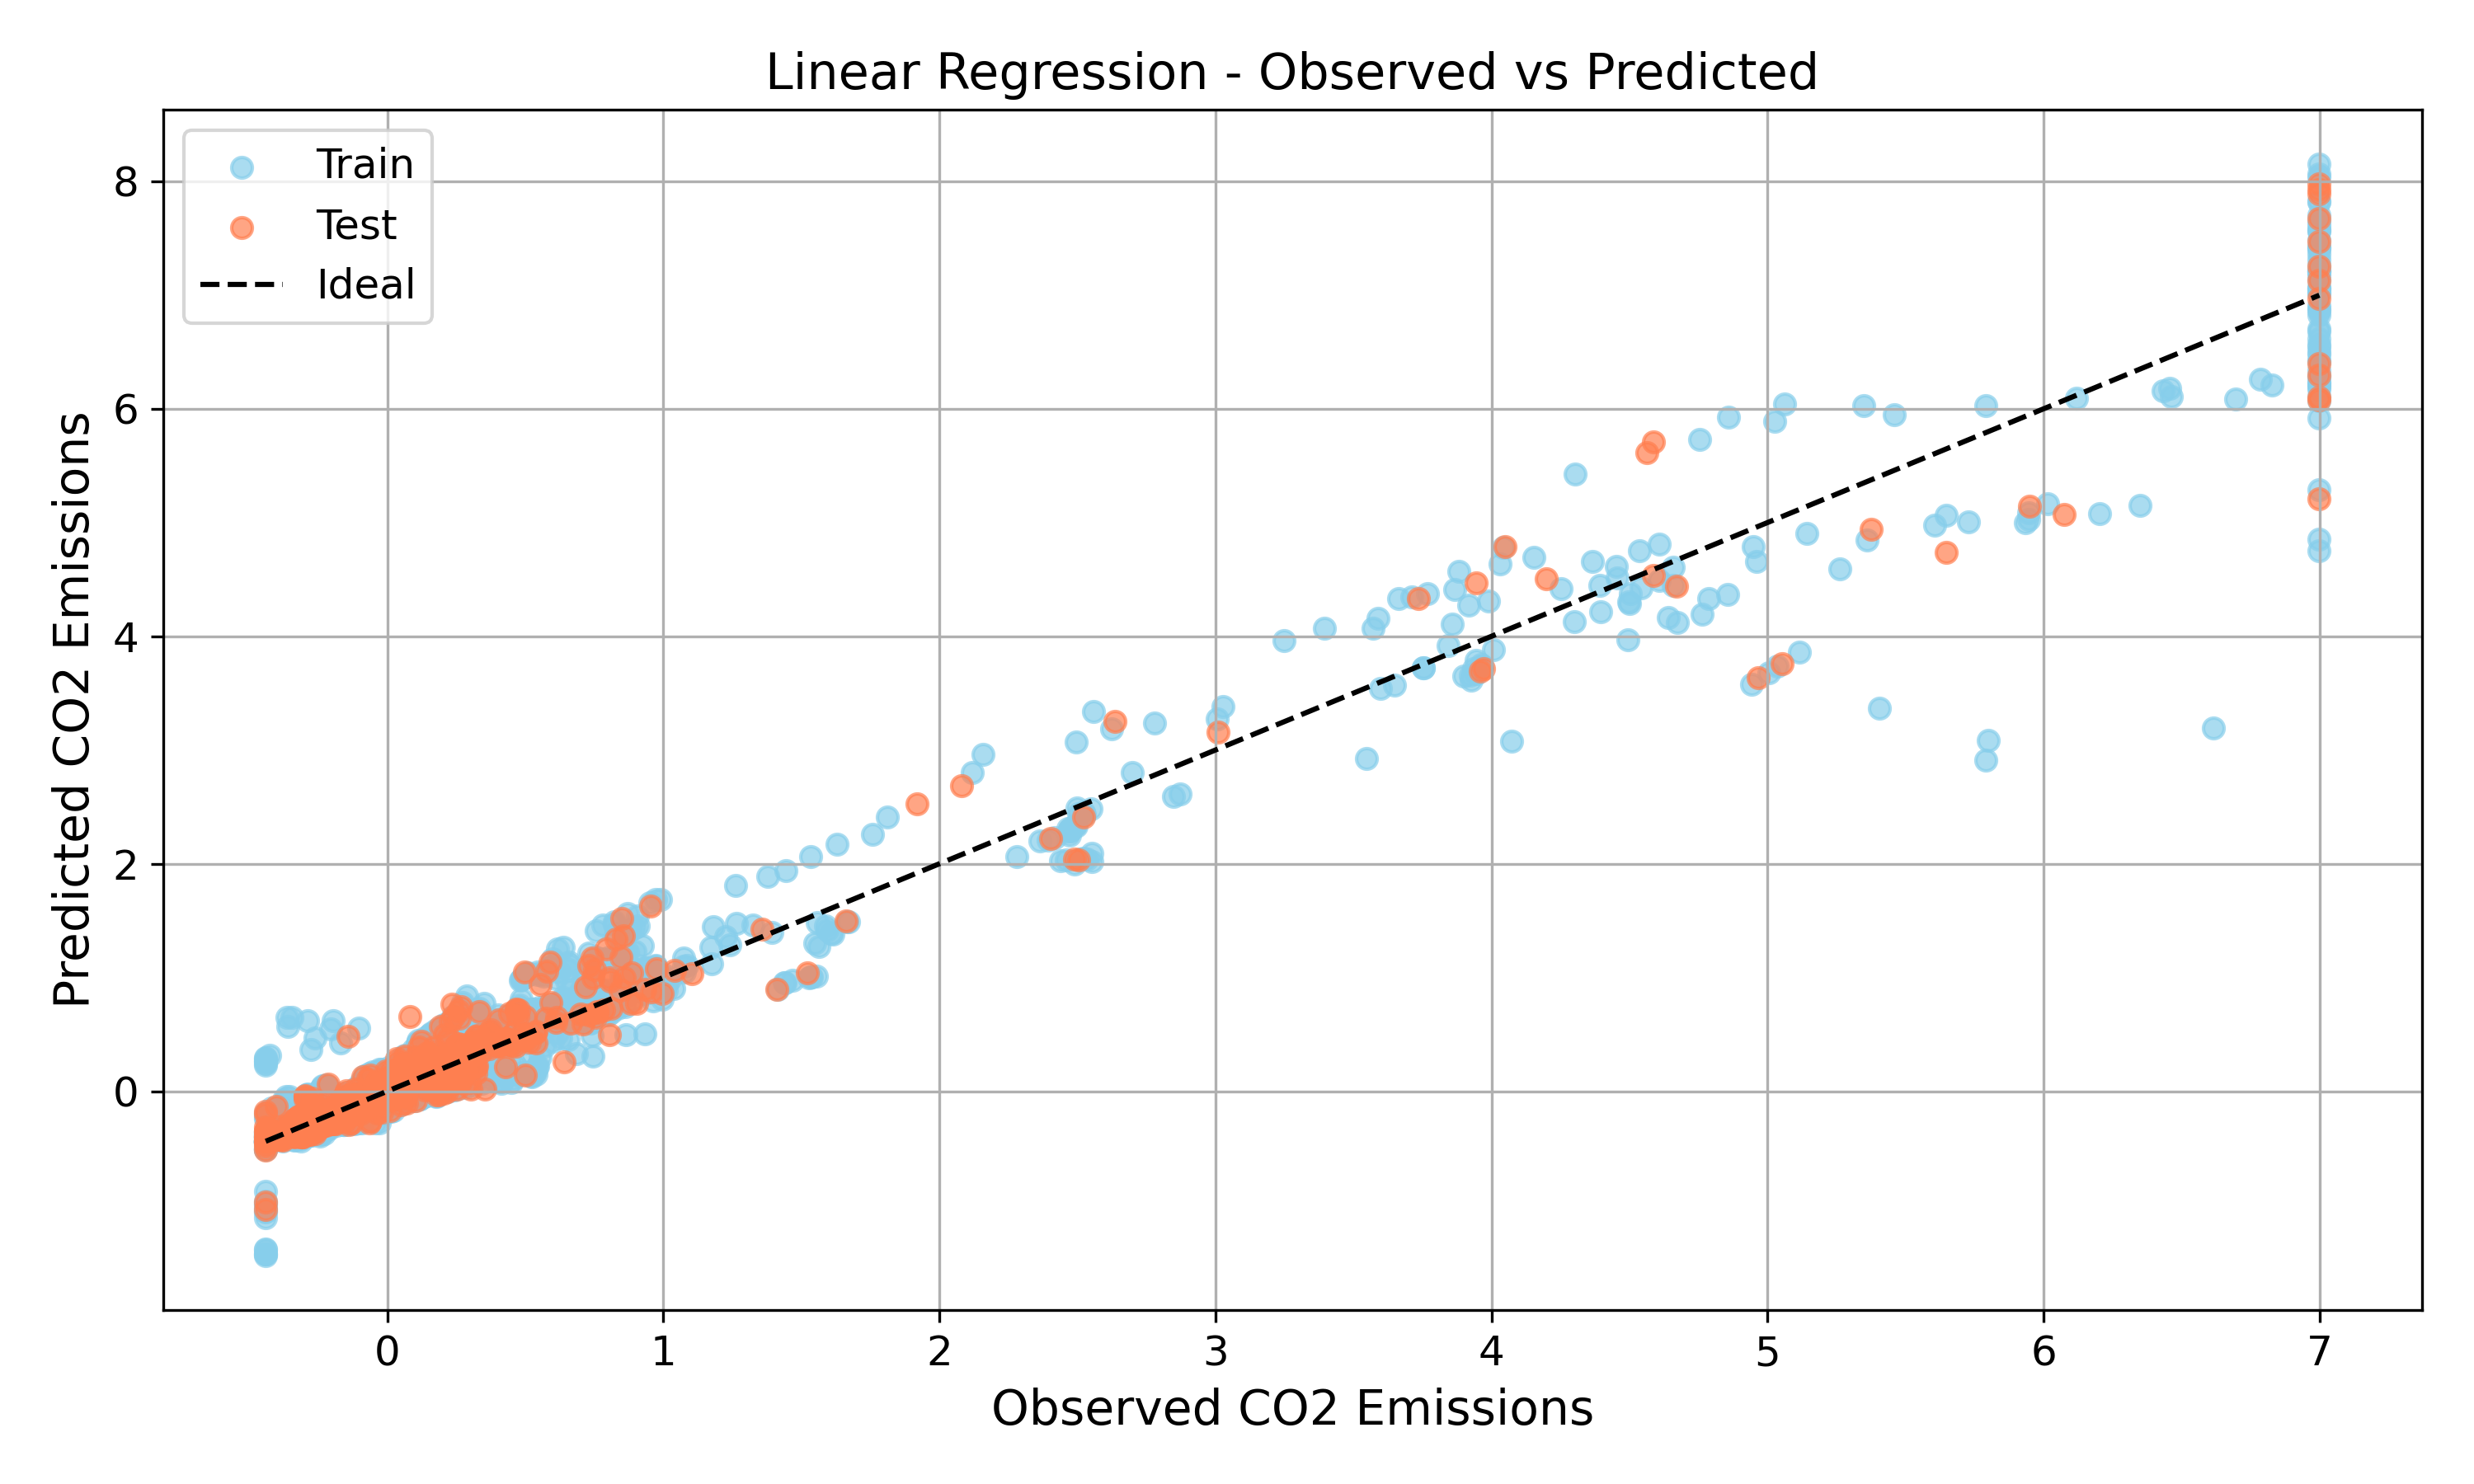 Linear Regression - Observed vs Predicted
Train
Test
Ideal
Predicted CO2 Emissions
8
6
4
2
0
0 1 2 3 4 5 6 7
Observed CO2 Emissions